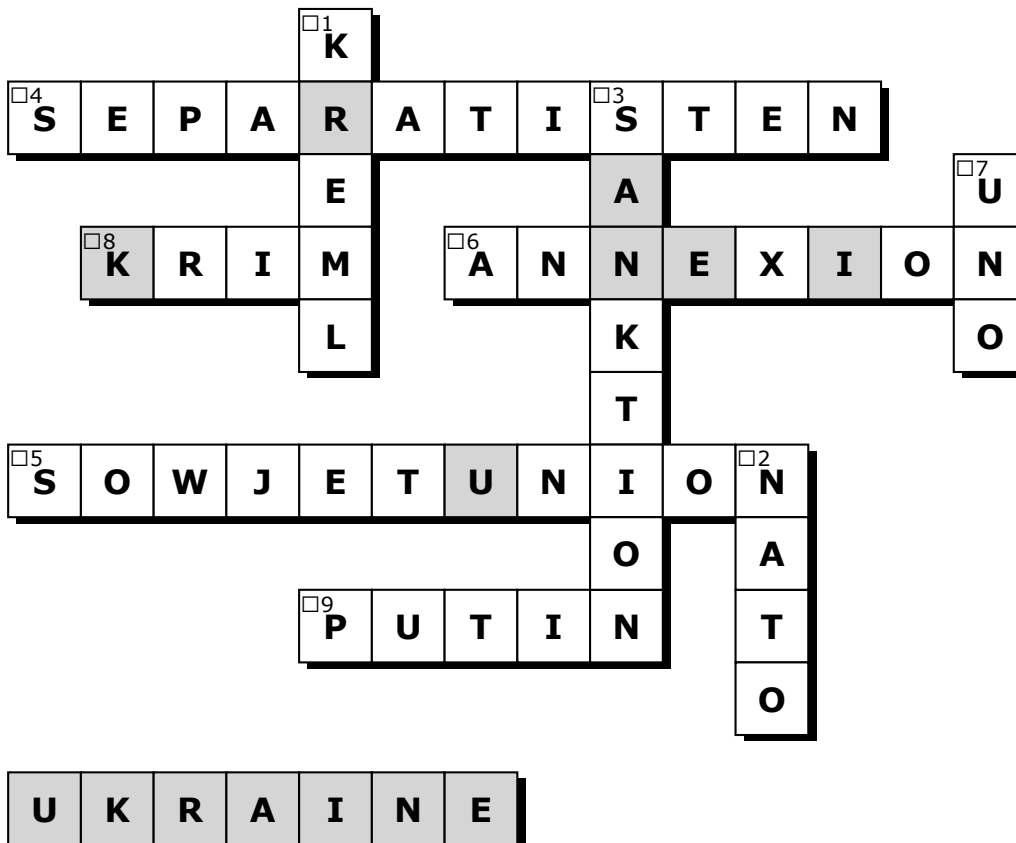 □1 K
□4 S E P A R A T I □3 S T E N
E A □7 U
□8 K R I M □6 A N N E X I O N
L K O
T
□5 S O W J E T U N I O □2 N
O A
□9 P U T I N T
O
U K R A I N E